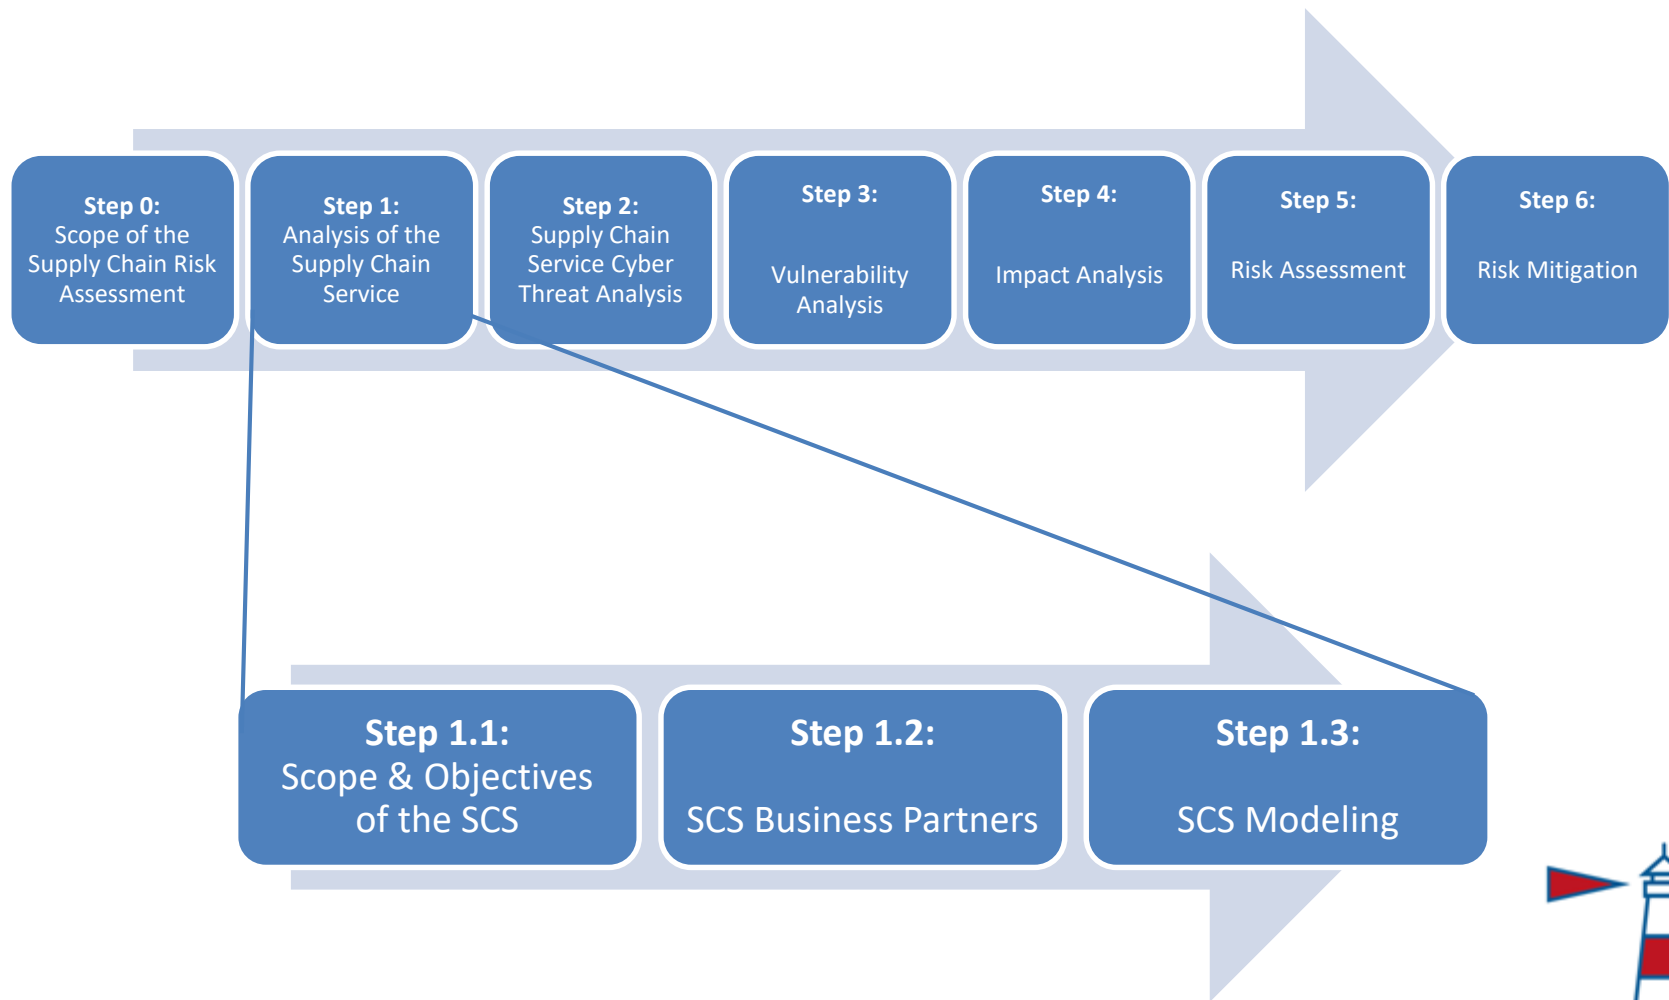 Step 0:
Scope of the
Supply Chain Risk
Assessment
Step 1:
Analysis of the
Supply Chain
Service
Step 2:
Supply Chain
Service Cyber
Threat Analysis
Step 3:
Vulnerability
Analysis
Step 4:
Impact Analysis
Step 5:
Risk Assessment
Step 6:
Risk Mitigation
Step 1.1:
Scope & Objectives
of the SCS
Step 1.2:
SCS Business Partners
Step 1.3:
SCS Modeling